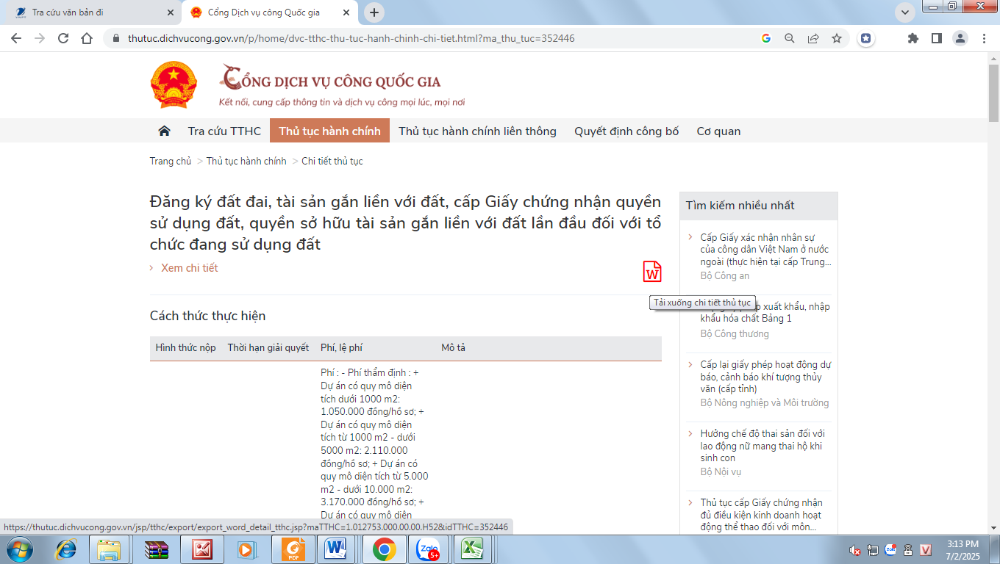 Tra cứu văn bản đi
Cổng Dịch vụ công Quốc gia
thutuc.dichvucong.gov.vn/p/home/dvc-tthc-thu-tuc-hanh-chinh-chi-tiet.html?ma_thu_tuc=352446
CỔNG DỊCH VỤ CÔNG QUỐC GIA
Kết nối, cung cấp thông tin và dịch vụ công mọi lúc, mọi nơi
Tra cứu TTHC
Thủ tục hành chính
Thủ tục hành chính liên thông
Quyết định công bố
Cơ quan
Trang chủ > Thủ tục hành chính > Chi tiết thủ tục
Đăng ký đất đai, tài sản gắn liền với đất, cấp Giấy chứng nhận quyền
sử dụng đất, quyền sở hữu tài sản gắn liền với đất lần đầu đối với tổ
chức đang sử dụng đất
Xem chi tiết
W
Tải xuống chi tiết thủ tục
Cách thức thực hiện
Hình thức nộp
Thời hạn giải quyết
Phí, lệ phí
Mô tả
Phí : - Phí thẩm định : +
Dự án có quy mô diện
tích dưới 1000 m2:
1.050.000 đồng/hồ sơ; +
Dự án có quy mô diện
tích từ 1000 m2 - dưới
5000 m2: 2.110.000
đồng/hồ sơ; + Dự án có
quy mô diện tích từ 5.000
m2 - dưới 10.000 m2:
3.170.000 đồng/hồ sơ; +
Dự án có quy mô diện
Tìm kiếm nhiều nhất
Cấp Giấy xác nhận nhân sự
của công dân Việt Nam ở nước
ngoài (thực hiện tại cấp Trung...
Bộ Công an
xuất khẩu, nhập
khẩu hóa chất Bảng 1
Bộ Công thương
Cấp lại giấy phép hoạt động dự
báo, cảnh báo khí tượng thủy
văn (cấp tỉnh)
Bộ Nông nghiệp và Môi trường
Hưởng chế độ thai sản đối với
lao động nữ mang thai hộ khi
sinh con
Bộ Nội vụ
Thủ tục cấp Giấy chứng nhận
đủ điều kiện kinh doanh hoạt
động thể thao đối với môn...
https://thutuc.dichvucong.gov.vn/jsp/tthc/export/export_word_detail_tthc.jsp?maTTHC=1.012753.000.00.00.H52&idTTHC=352446
PDF
Zalo
5+
3:13 PM
7/2/2025